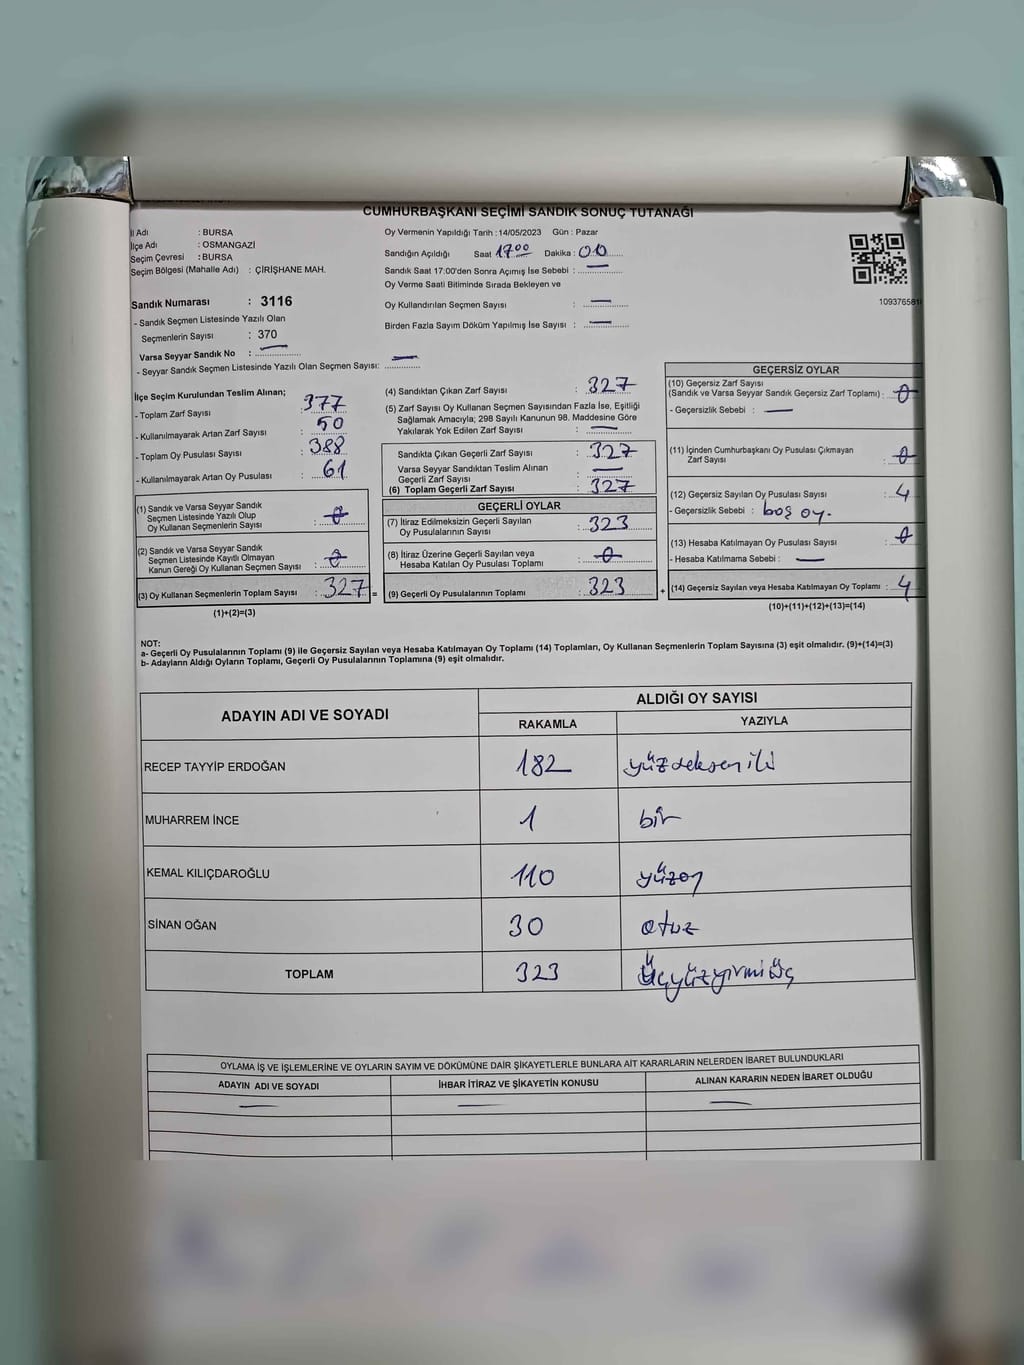 CUMHURBAŞKANI SEÇİMİ SANDIK SONUÇ TUTANAĞI
İl Adı : BURSA
İlçe Adı : OSMANGAZİ
Seçim Çevresi : BURSA
Seçim Bölgesi (Mahalle Adı) : ÇİRİŞHANE MAH.
Sandık Numarası : 3116
- Sandık Seçmen Listesinde Yazılı Olan
Seçmenlerin Sayısı : 370
Varsa Seyyar Sandık No : —
- Seyyar Sandık Seçmen Listesinde Yazılı Olan Seçmen Sayısı: —
Oy Vermenin Yapıldığı Tarih :14/05/2023 Gün : Pazar
Sandığın Açıldığı Saat 1700 Dakika : 00
Sandık Saat 17:00'den Sonra Açımış İse Sebebi : —
Oy Verme Saati Bitiminde Sırada Bekleyen ve
Oy Kullandırılan Seçmen Sayısı : —
Birden Fazla Sayım Döküm Yapılmış İse Sayısı : —
109376581
İlçe Seçim Kurulundan Teslim Alınan;
- Toplam Zarf Sayısı : 377
- Kullanılmayarak Artan Zarf Sayısı : 50
- Toplam Oy Pusulası Sayısı : 388
- Kullanılmayarak Artan Oy Pusulası : 61
(1) Sandık ve Varsa Seyyar Sandık
Seçmen Listesinde Yazılı Olup
Oy Kullanan Seçmenlerin Sayısı : 0
(2) Sandık ve Varsa Seyyar Sandık
Seçmen Listesinde Kayıtlı Olmayan
Kanun Gereği Oy Kullanan Seçmen Sayısı : 0
(3) Oy Kullanan Seçmenlerin Toplam Sayısı : 327 =
(1)+(2)=(3)
(4) Sandıktan Çıkan Zarf Sayısı : 327
(5) Zarf Sayısı Oy Kullanan Seçmen Sayısından Fazla İse, Eşitliği
Sağlamak Amacıyla; 298 Sayılı Kanunun 98. Maddesine Göre
Yakılarak Yok Edilen Zarf Sayısı : —
Sandıkta Çıkan Geçerli Zarf Sayısı : 327
Varsa Seyyar Sandıktan Teslim Alınan
Geçerli Zarf Sayısı : —
(6) Toplam Geçerli Zarf Sayısı : 327
GEÇERLİ OYLAR
(7) İtiraz Edilmeksizin Geçerli Sayılan
Oy Pusulalarının Sayısı : 323
(8) İtiraz Üzerine Geçerli Sayılan veya
Hesaba Katılan Oy Pusulası Toplamı : 0
(9) Geçerli Oy Pusulalarının Toplamı : 323 +
GEÇERSİZ OYLAR
(10) Geçersiz Zarf Sayısı
(Sandık ve Varsa Seyyar Sandık Geçersiz Zarf Toplamı) : 0
- Geçersizlik Sebebi : —
(11) İçinden Cumhurbaşkanı Oy Pusulası Çıkmayan
Zarf Sayısı : 0
(12) Geçersiz Sayılan Oy Pusulası Sayısı : 4
- Geçersizlik Sebebi : boş oy.
(13) Hesaba Katılmayan Oy Pusulası Sayısı : 0
- Hesaba Katılmama Sebebi : —
(14) Geçersiz Sayılan veya Hesaba Katılmayan Oy Toplamı : 4
(10)+(11)+(12)+(13)=(14)
NOT:
a- Geçerli Oy Pusulalarının Toplamı (9) ile Geçersiz Sayılan veya Hesaba Katılmayan Oy Toplamı (14) Toplamları, Oy Kullanan Seçmenlerin Toplam Sayısına (3) eşit olmalıdır. (9)+(14)=(3)
b- Adayların Aldığı Oyların Toplamı, Geçerli Oy Pusulalarının Toplamına (9) eşit olmalıdır.
ADAYIN ADI VE SOYADI
ALDIĞI OY SAYISI
RAKAMLA YAZIYLA
RECEP TAYYİP ERDOĞAN 182 yüzseksen iki
MUHARREM İNCE 1 bir
KEMAL KILIÇDAROĞLU 110 yüzon
SİNAN OĞAN 30 otuz
TOPLAM 323 üçyüzyirmiüç
OYLAMA İŞ VE İŞLEMLERİNE VE OYLARIN SAYIM VE DÖKÜMÜNE DAİR ŞİKAYETLERLE BUNLARA AİT KARARLARIN NELERDEN İBARET BULUNDUKLARI
ADAYIN ADI VE SOYADI İHBAR İTİRAZ VE ŞİKAYETİN KONUSU ALINAN KARARIN NEDEN İBARET OLDUĞU
— — —